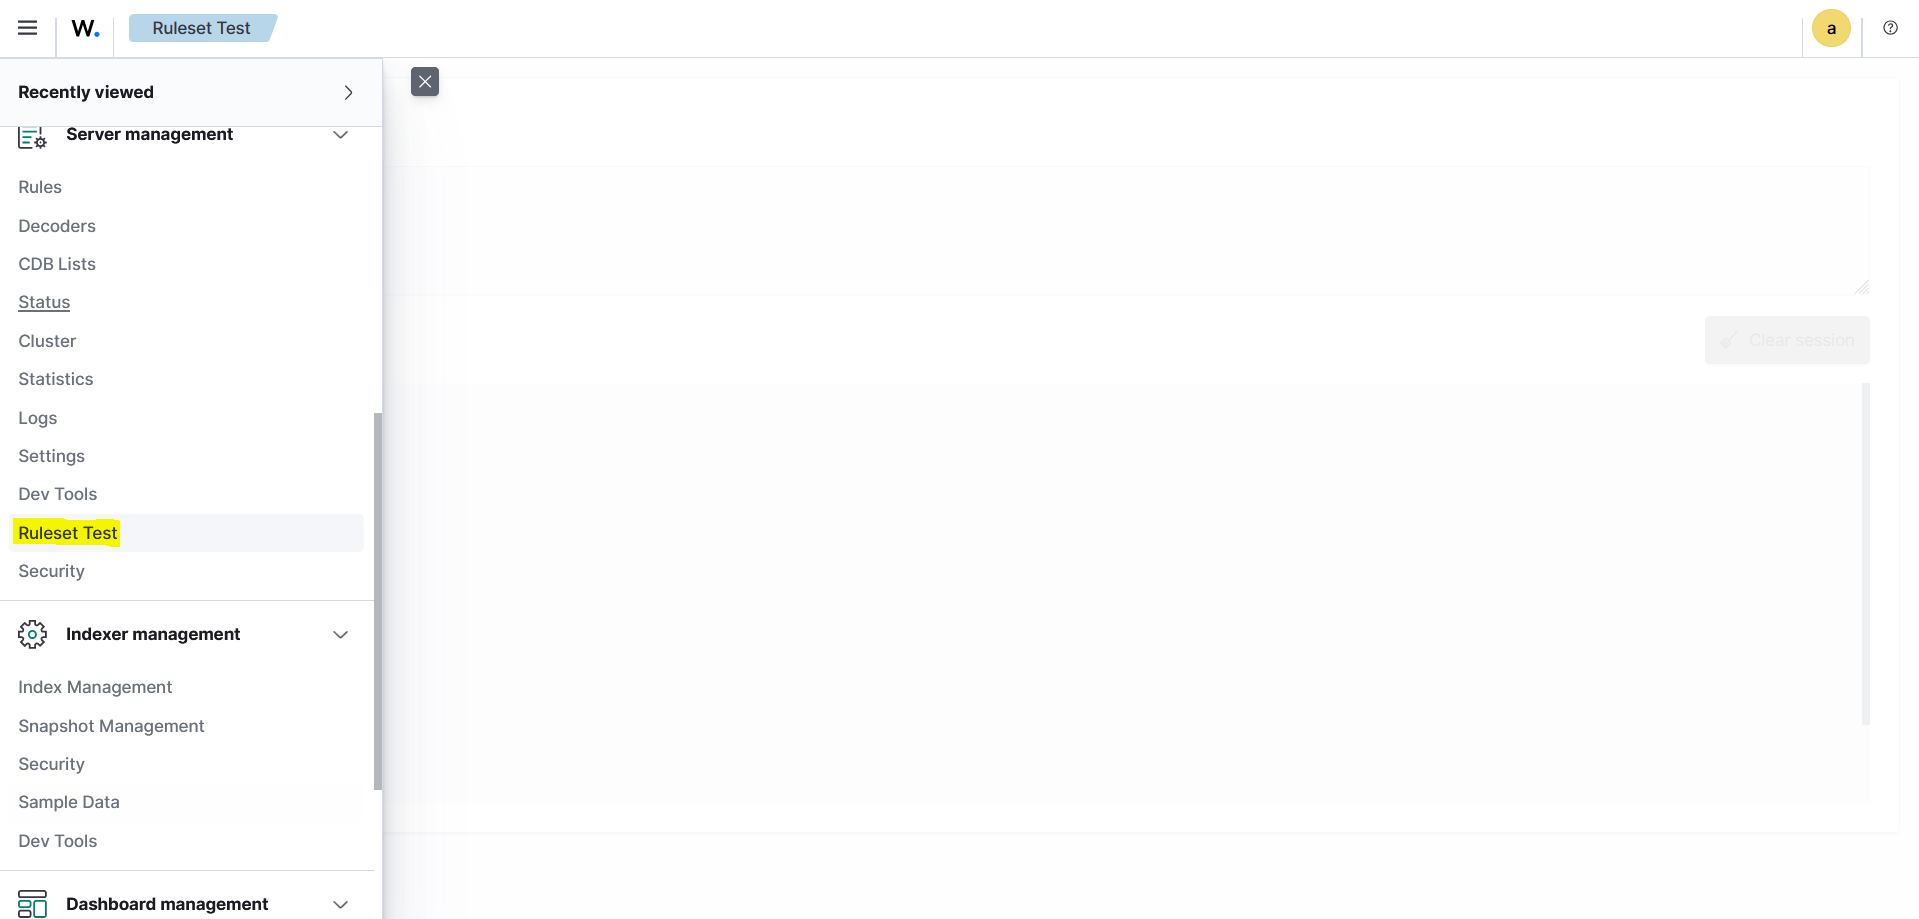 W.
Ruleset Test
a
Recently viewed
Server management
Rules
Decoders
CDB Lists
Status
Cluster
Statistics
Logs
Settings
Dev Tools
Ruleset Test
Security
Indexer management
Index Management
Snapshot Management
Security
Sample Data
Dev Tools
Dashboard management
Clear session